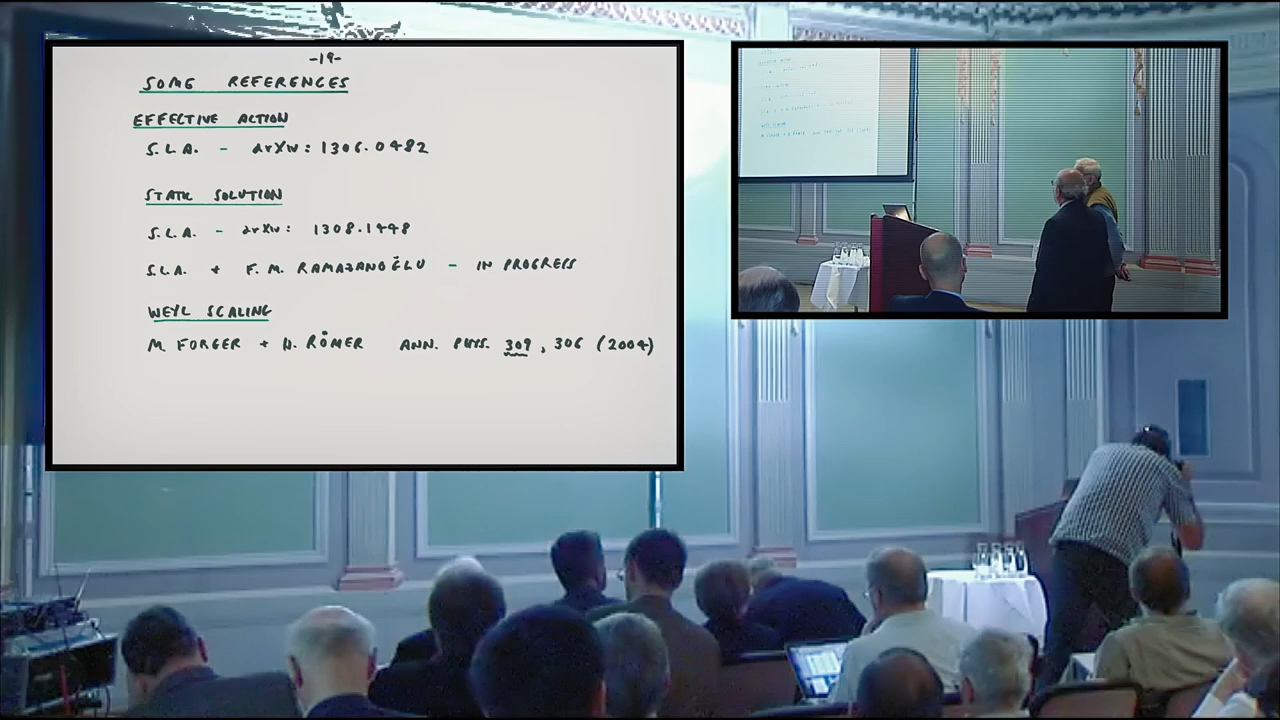 -19-
SOME REFERENCES
EFFECTIVE ACTION
S.L.A. - arXiv: 1306.0482
STATIC SOLUTION
S.L.A. - arXiv: 1308.1448
S.L.A. + F. M. RAMAZANOĞLU - IN PROGRESS
WEYL SCALING
M. FORGER + H. RÖMER ANN. PHYS. 309, 306 (2004)